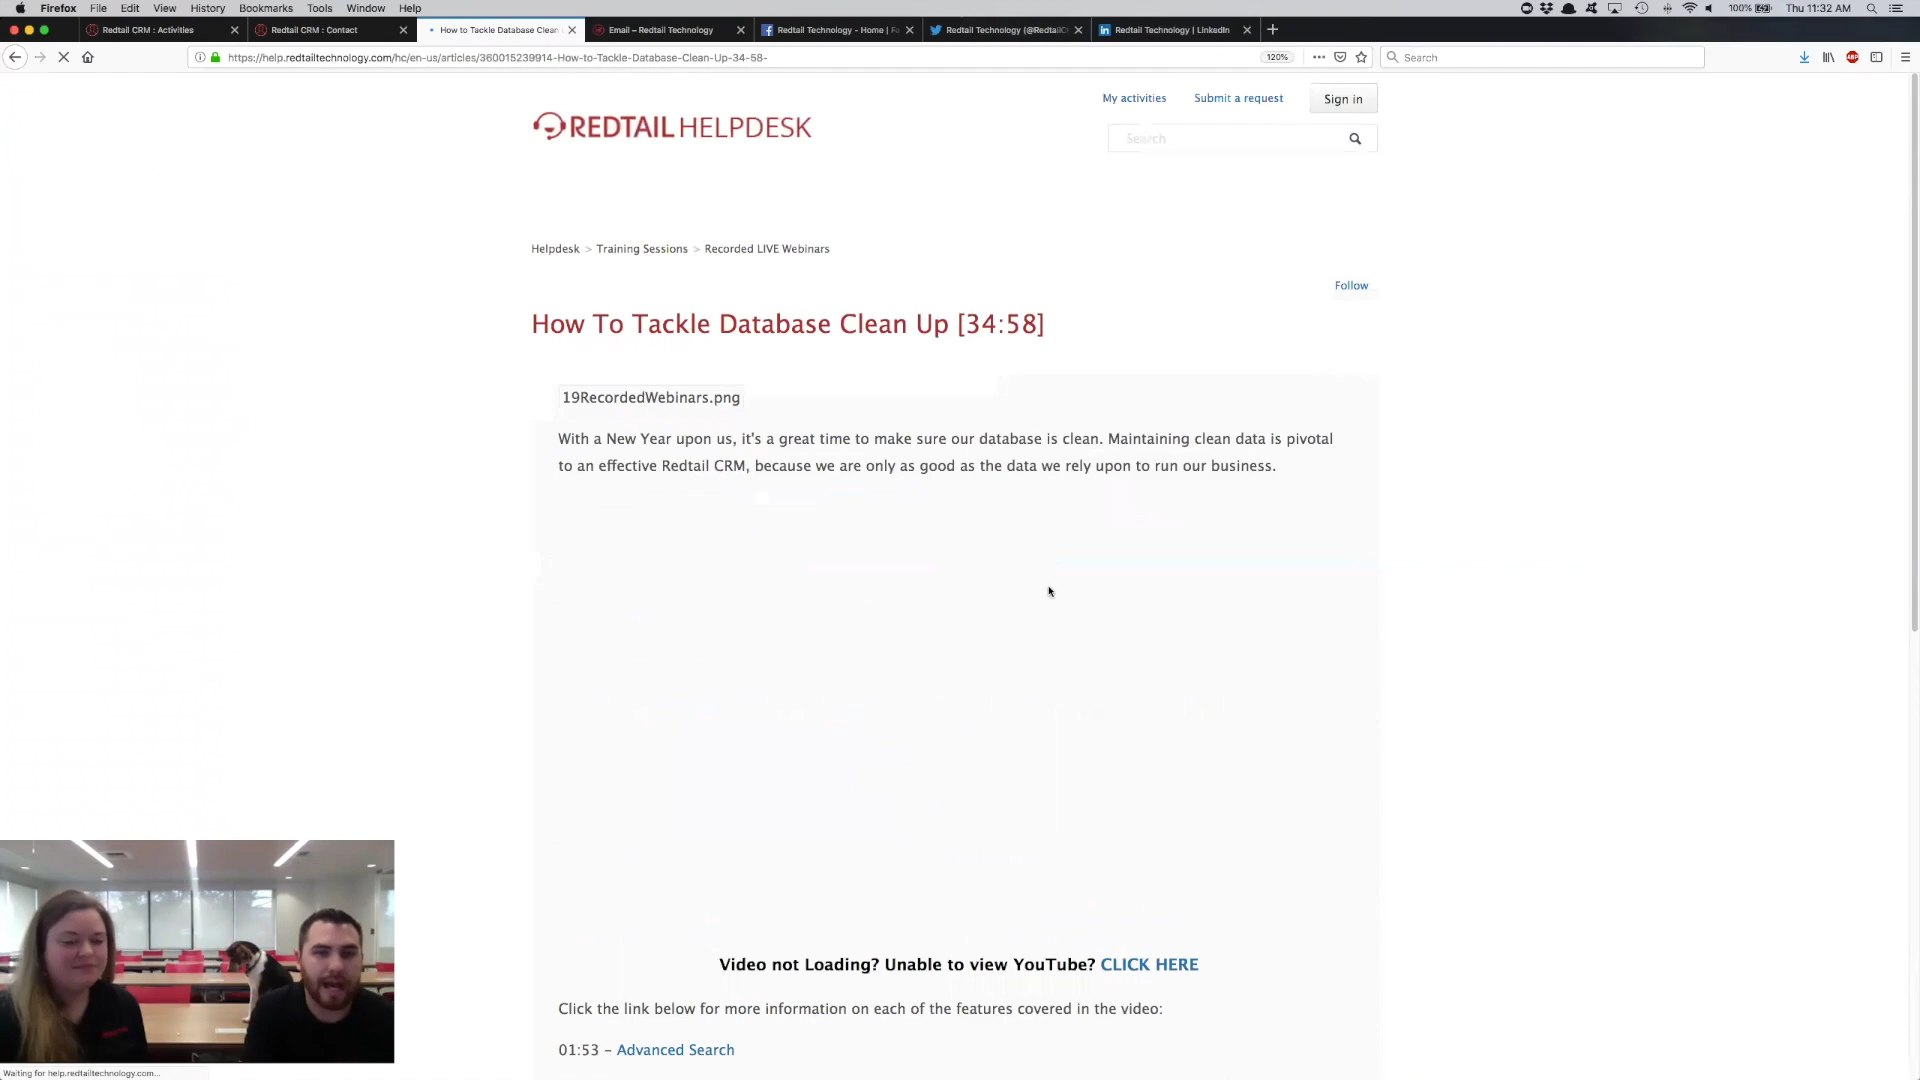 Firefox File Edit View History Bookmarks Tools Window Help 100% Thu 11:32 AM
Redtail CRM : Activities Redtail CRM : Contact How to Tackle Database Clean Email – Redtail Technology Redtail Technology - Home | F Redtail Technology (@RedtailC Redtail Technology | LinkedIn
https://help.redtailtechnology.com/hc/en-us/articles/360015239914-How-to-Tackle-Database-Clean-Up-34-58- 120% Search
My activities Submit a request Sign in
REDTAIL HELPDESK
Search
Helpdesk > Training Sessions > Recorded LIVE Webinars
Follow
How To Tackle Database Clean Up [34:58]
19RecordedWebinars.png
With a New Year upon us, it's a great time to make sure our database is clean. Maintaining clean data is pivotal
to an effective Redtail CRM, because we are only as good as the data we rely upon to run our business.
Video not Loading? Unable to view YouTube? CLICK HERE
Click the link below for more information on each of the features covered in the video:
01:53 – Advanced Search
Waiting for help.redtailtechnology.com...